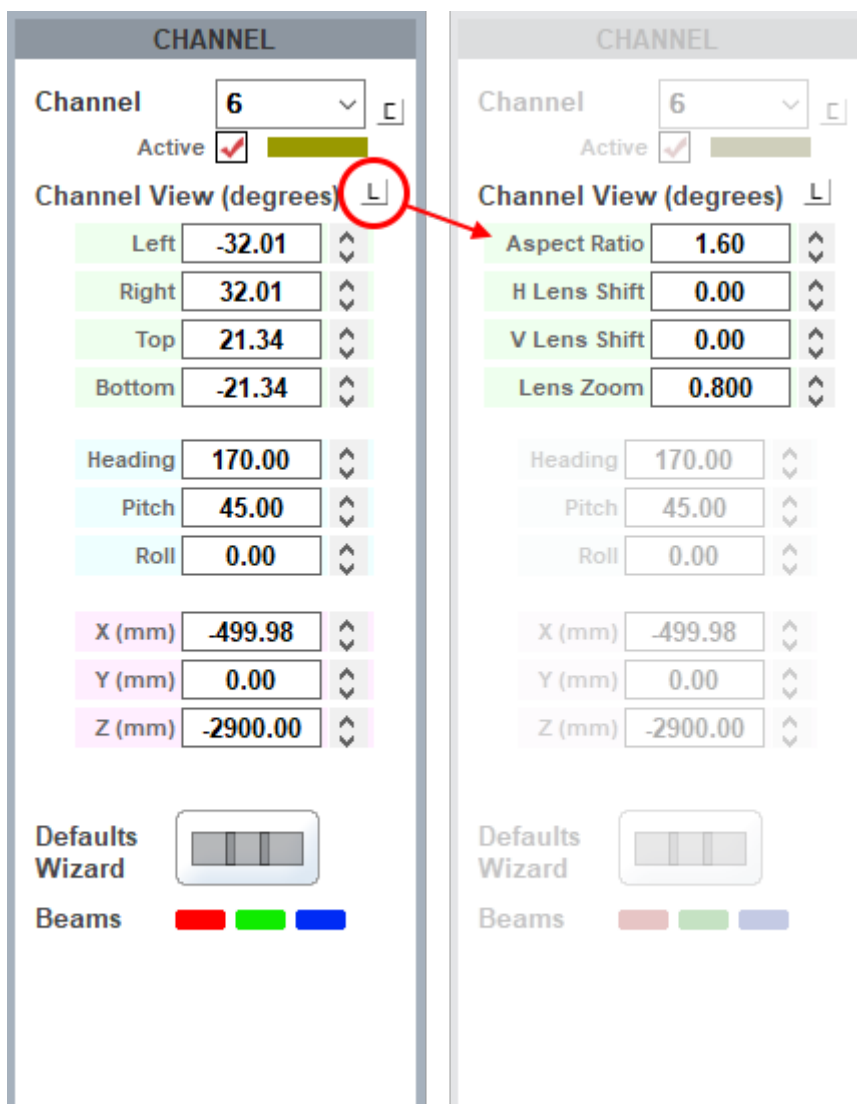 CHANNEL
Channel 6 C
Active
Channel View (degrees) L
Left -32.01
Right 32.01
Top 21.34
Bottom -21.34
Heading 170.00
Pitch 45.00
Roll 0.00
X (mm) -499.98
Y (mm) 0.00
Z (mm) -2900.00
Defaults
Wizard
Beams
CHANNEL
Channel 6 C
Active
Channel View (degrees) L
Aspect Ratio 1.60
H Lens Shift 0.00
V Lens Shift 0.00
Lens Zoom 0.800
Heading 170.00
Pitch 45.00
Roll 0.00
X (mm) -499.98
Y (mm) 0.00
Z (mm) -2900.00
Defaults
Wizard
Beams